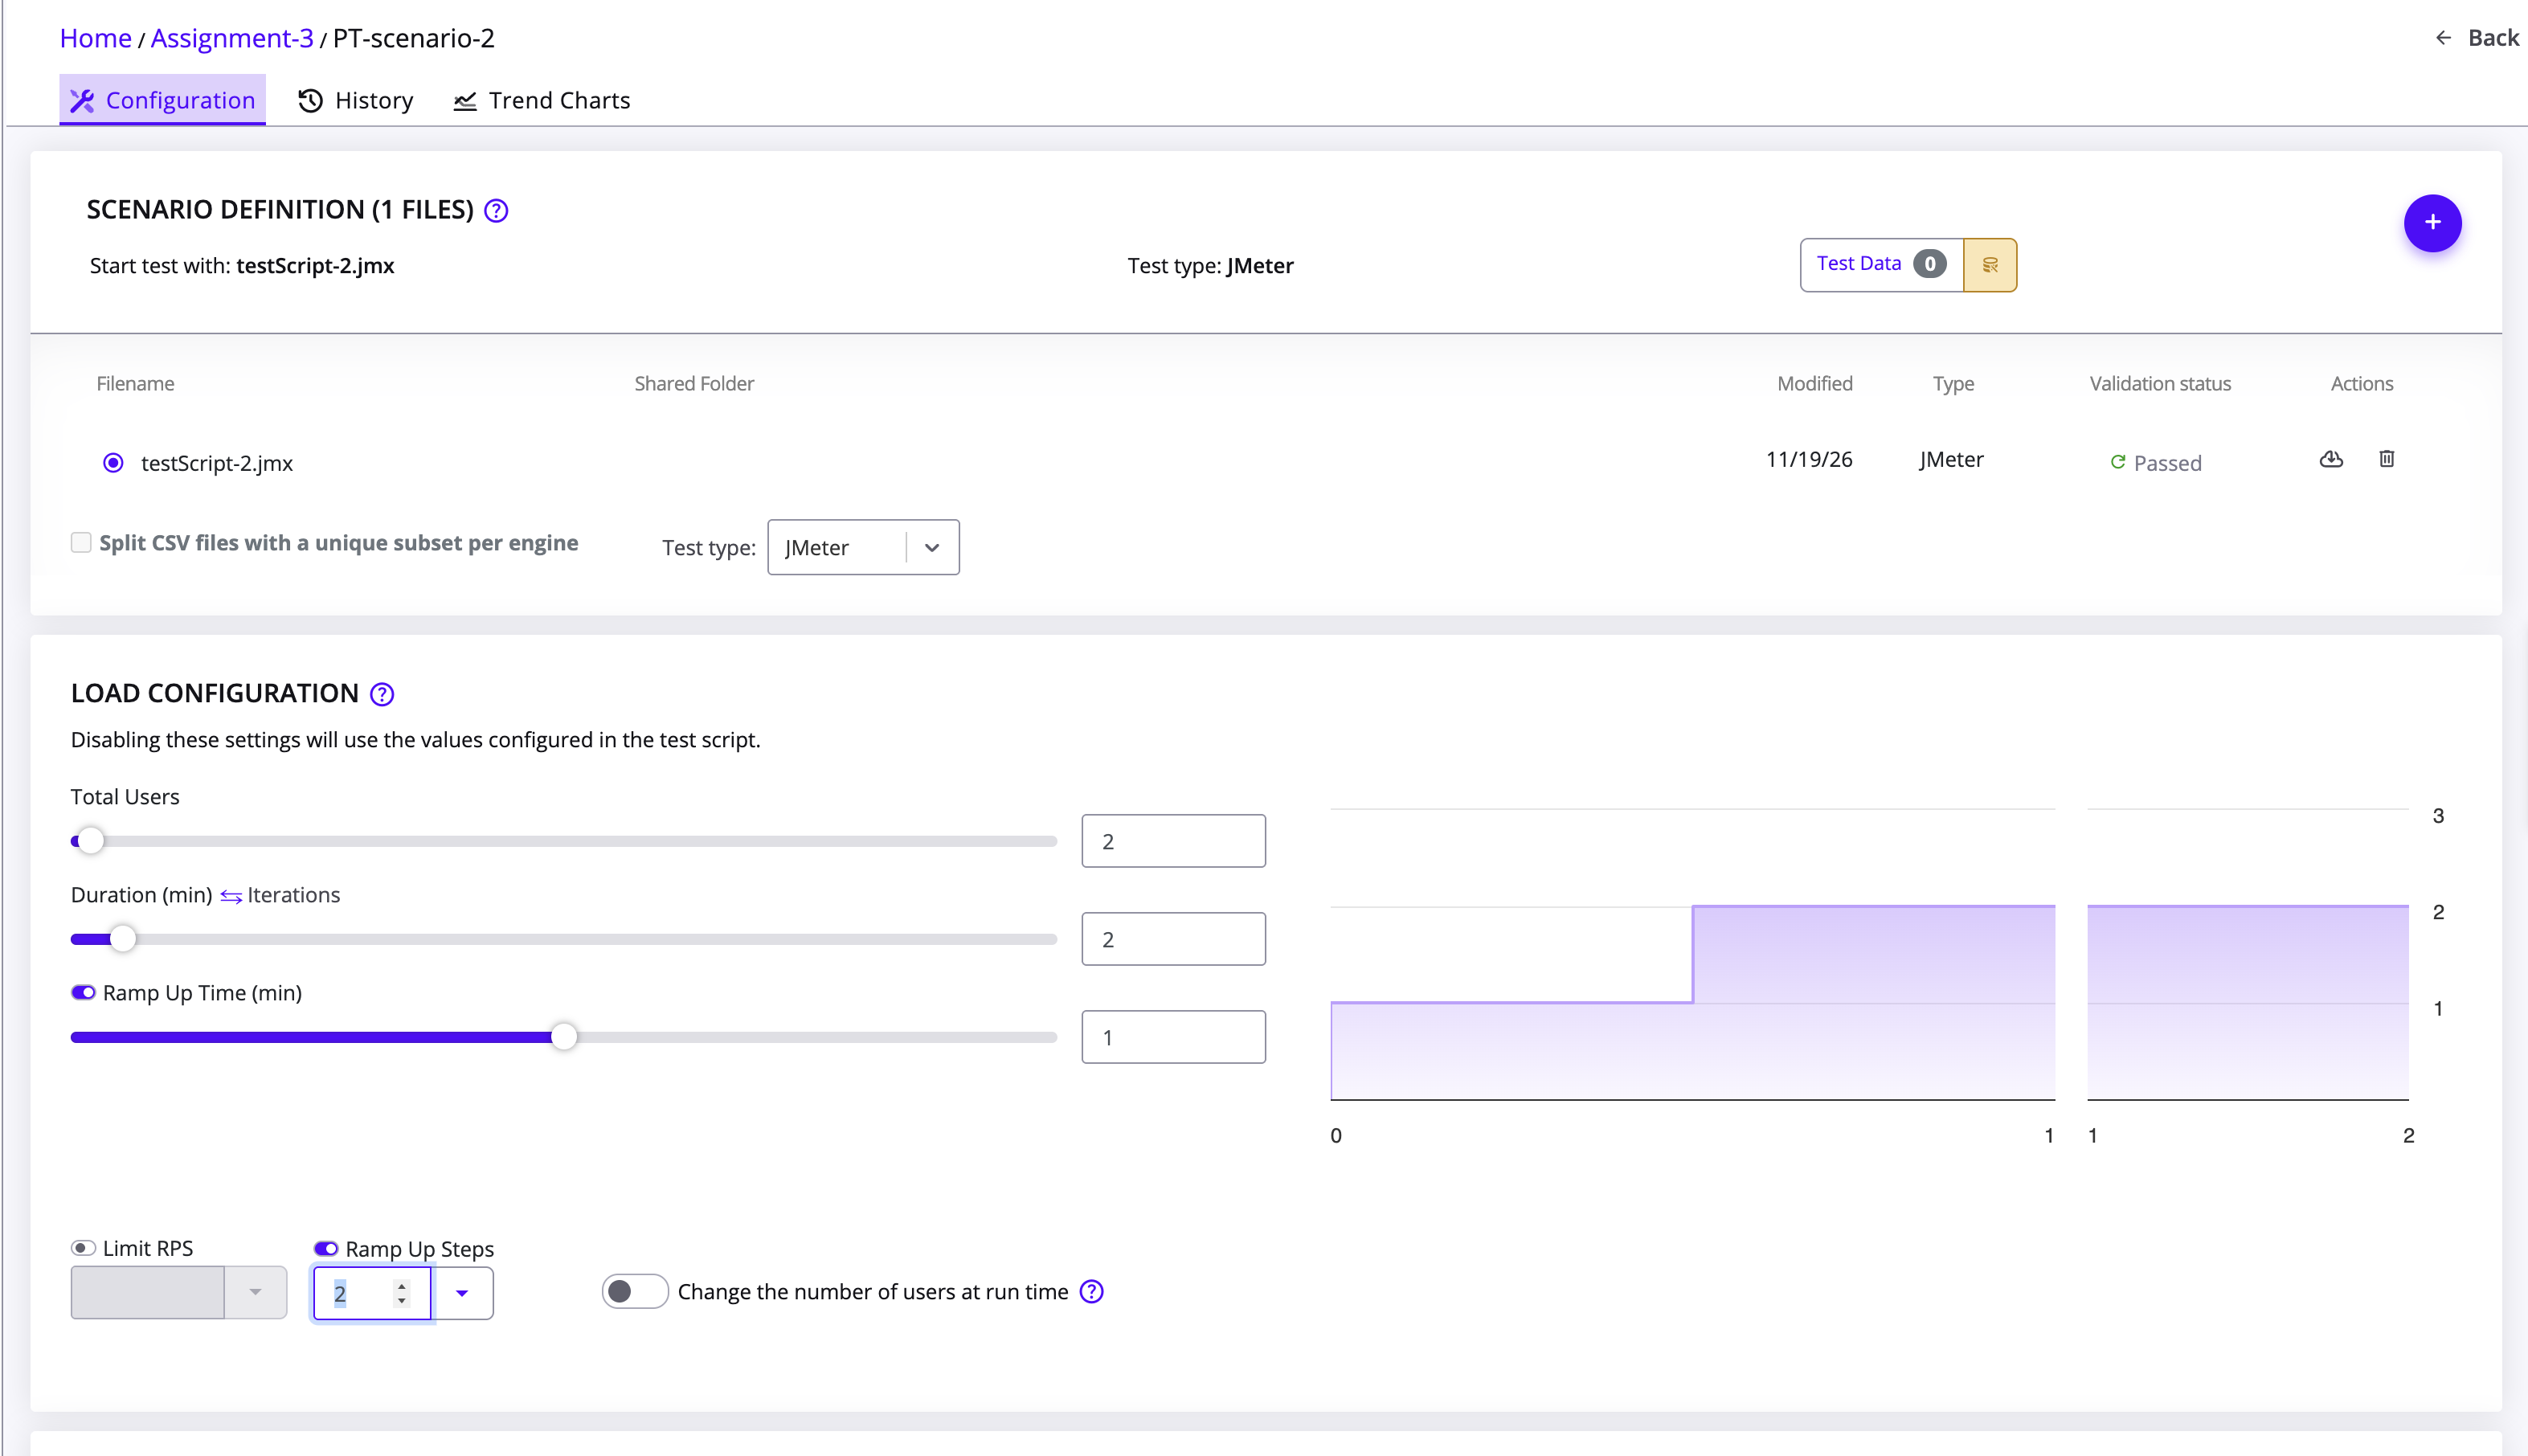 Home / Assignment-3 / PT-scenario-2
← Back
Configuration
History
Trend Charts
SCENARIO DEFINITION (1 FILES) ?
+
Start test with: testScript-2.jmx
Test type: JMeter
Test Data 0
Filename
Shared Folder
Modified
Type
Validation status
Actions
testScript-2.jmx
11/19/26
JMeter
Passed
Split CSV files with a unique subset per engine
Test type:
JMeter
LOAD CONFIGURATION ?
Disabling these settings will use the values configured in the test script.
Total Users
2
Duration (min) ⇆ Iterations
2
Ramp Up Time (min)
1
3
2
1
0
1
1
2
Limit RPS
Ramp Up Steps
2
Change the number of users at run time ?